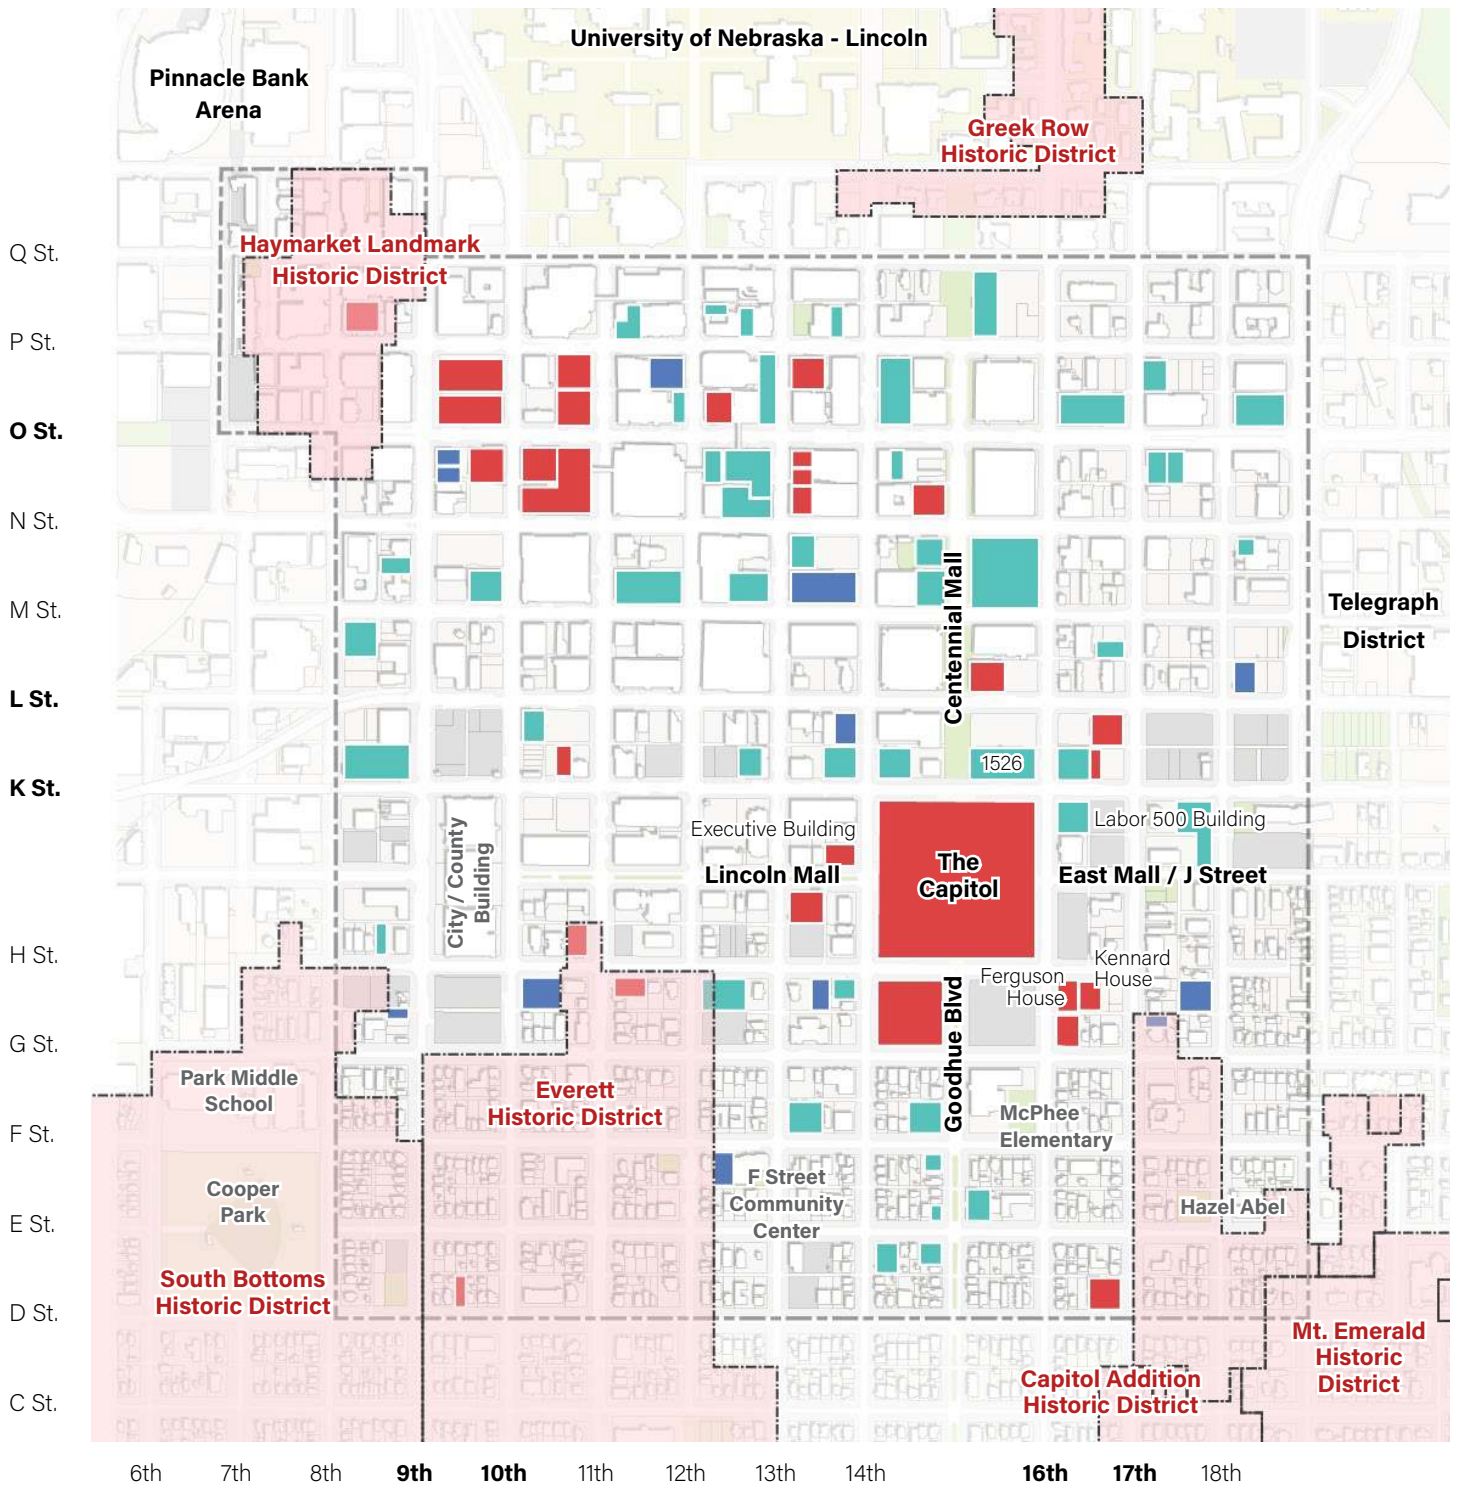 University of Nebraska - Lincoln
Pinnacle Bank
Arena
Greek Row
Historic District
Q St.
Haymarket Landmark
Historic District
P St.
O St.
N St.
Centennial Mall
M St.
Telegraph
District
L St.
1526
K St.
City / County
Building
Executive Building
Lincoln Mall
The
Capitol
Labor 500 Building
East Mall / J Street
H St.
Ferguson
House
Kennard
House
Goodhue Blvd
G St.
Park Middle
School
Everett
Historic District
McPhee
Elementary
F St.
Cooper
Park
F Street
Community
Center
Hazel Abel
E St.
South Bottoms
Historic District
D St.
Mt. Emerald
Historic
District
Capitol Addition
Historic District
C St.
6th
7th
8th
9th
10th
11th
12th
13th
14th
16th
17th
18th